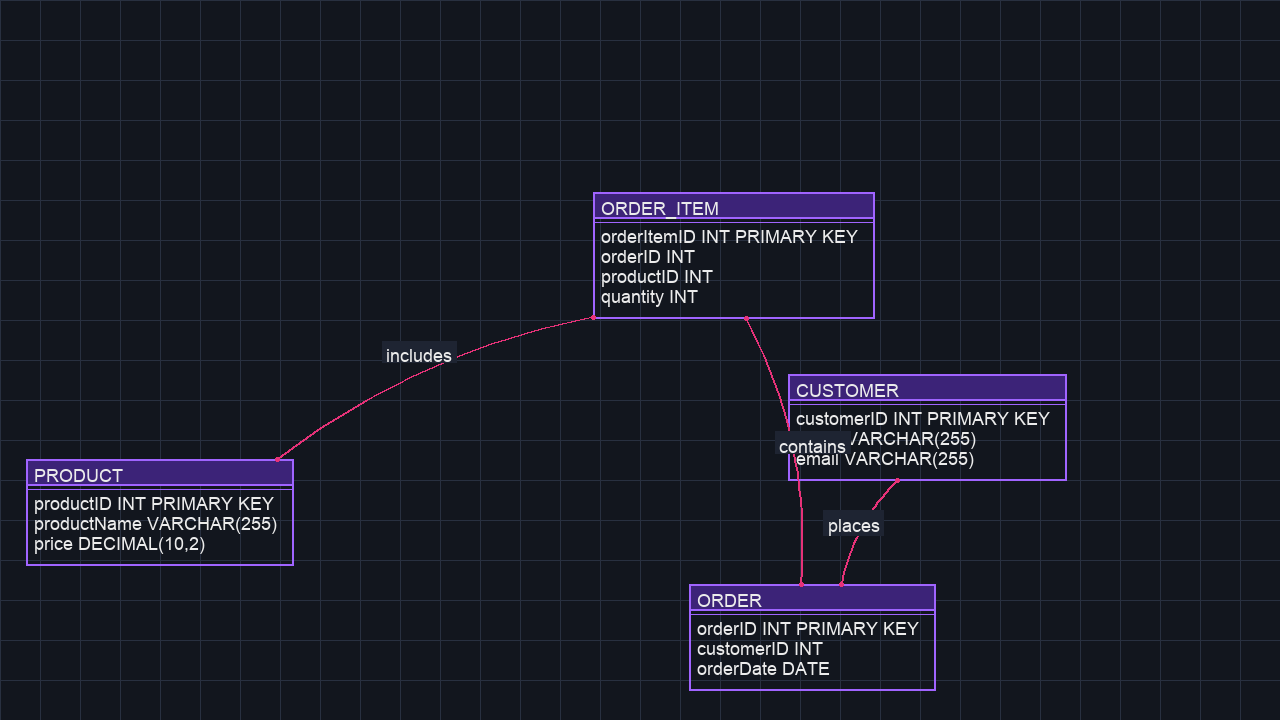 ORDER_ITEM
orderItemID INT PRIMARY KEY
orderID INT
productID INT
quantity INT
includes
CUSTOMER
customerID INT PRIMARY KEY
VARCHAR(255)
contains
email VARCHAR(255)
PRODUCT
productID INT PRIMARY KEY
productName VARCHAR(255)
price DECIMAL(10,2)
places
ORDER
orderID INT PRIMARY KEY
customerID INT
orderDate DATE